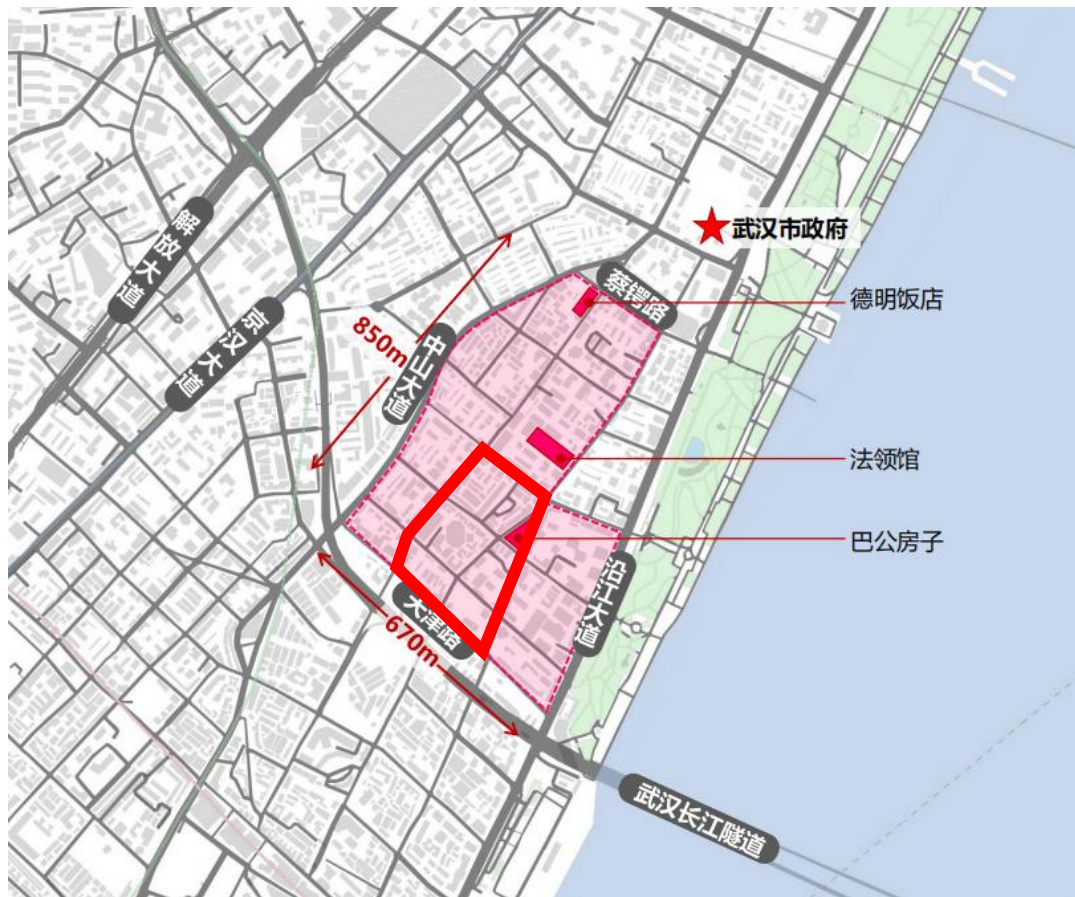 武汉市政府
蔡锷路
德明饭店
解放大道
京汉大道
850m
中山大道
法领馆
巴公房子
沿江大道
天津路
670m
武汉长江隧道